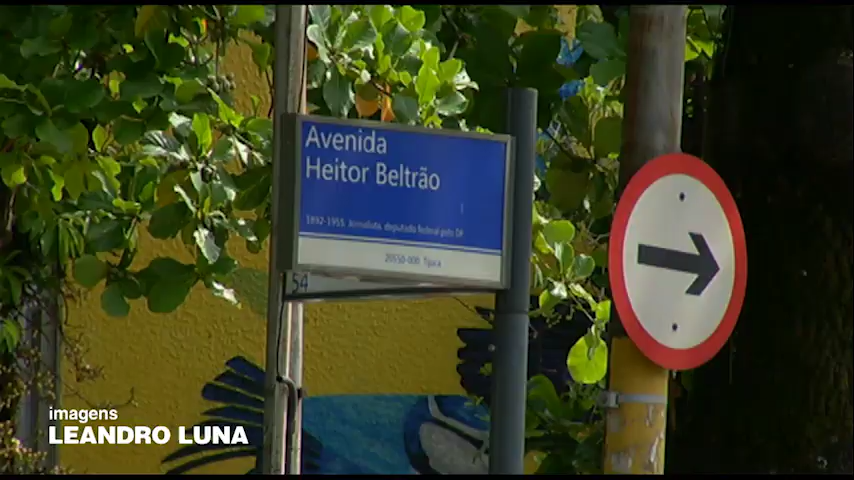 Avenida
Heitor Beltrão
1892-1955. Jornalista, deputado federal pelo DF
20550-000 Tijuca
54
imagens
LEANDRO LUNA